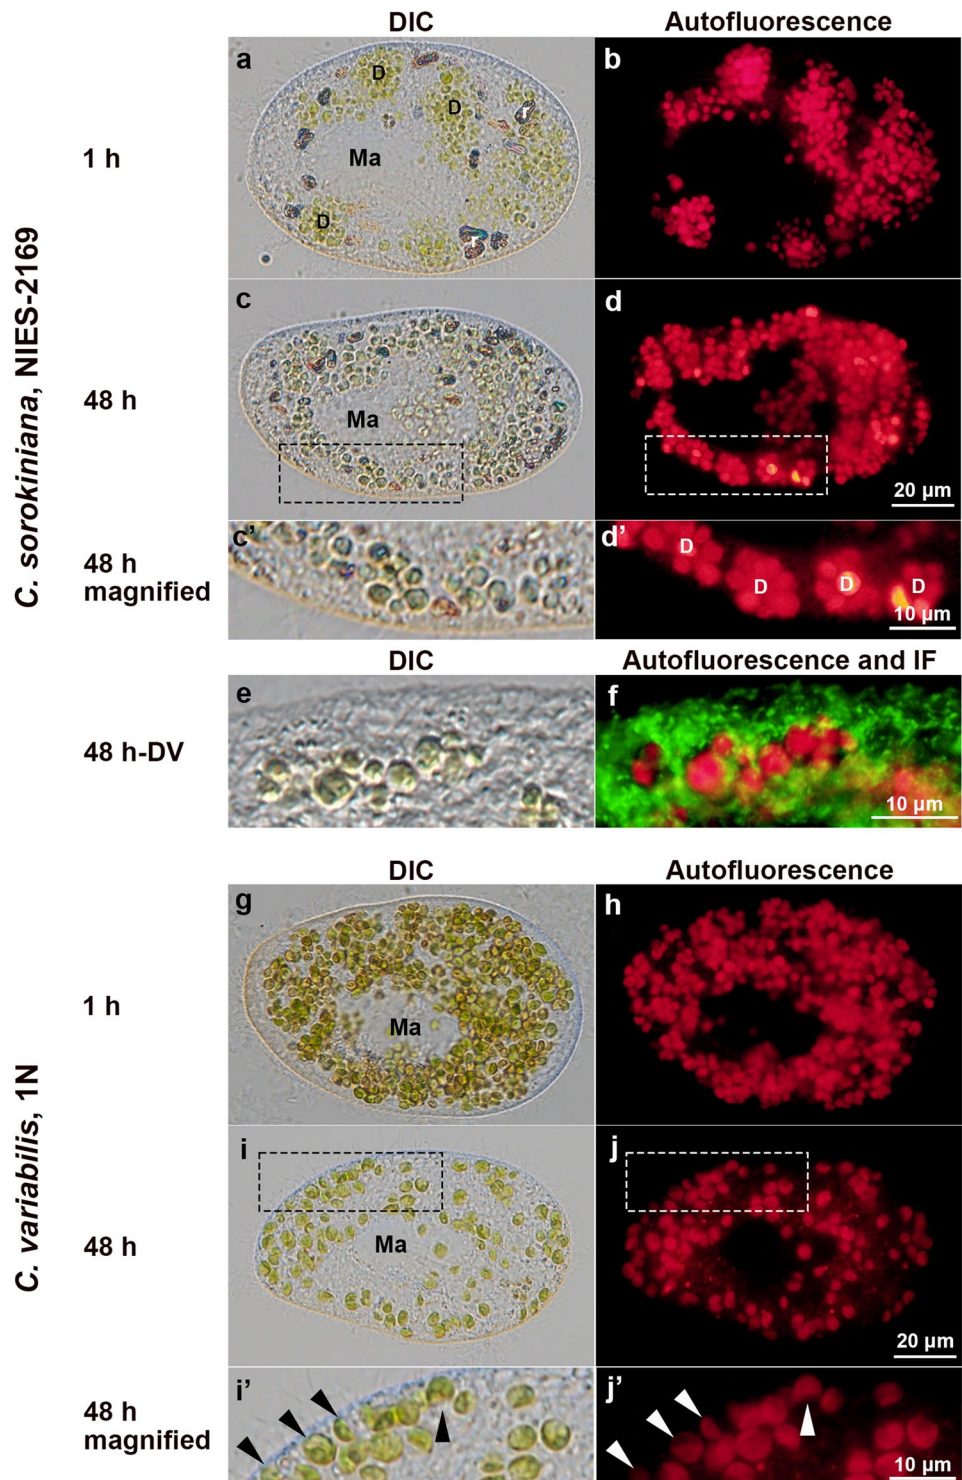 DIC Autofluorescence
C. sorokiniana, NIES-2169
1 h
a
D
D
Ma
D
b
48 h
c
Ma
d
20 µm
48 h
magnified
c'
d'
D
D
D
D
10 µm
DIC Autofluorescence and IF
48 h-DV
e
f
10 µm
DIC Autofluorescence
C. variabilis, 1N
1 h
g
Ma
h
48 h
i
Ma
j
20 µm
48 h
magnified
i'
j'
10 µm